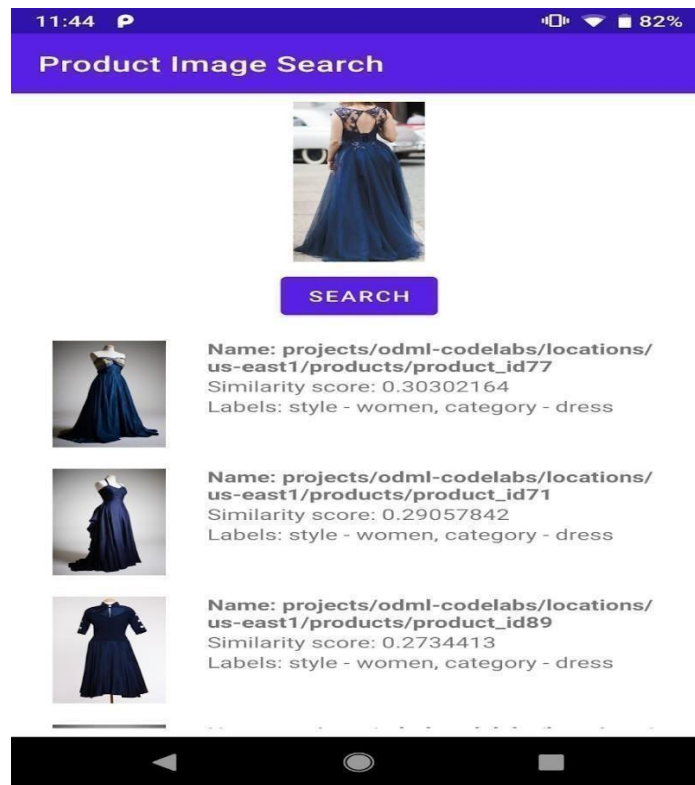 11:44
82%
Product Image Search
SEARCH
Name: projects/odml-codelabs/locations/
us-east1/products/product_id77
Similarity score: 0.30302164
Labels: style - women, category - dress
Name: projects/odml-codelabs/locations/
us-east1/products/product_id71
Similarity score: 0.29057842
Labels: style - women, category - dress
Name: projects/odml-codelabs/locations/
us-east1/products/product_id89
Similarity score: 0.2734413
Labels: style - women, category - dress